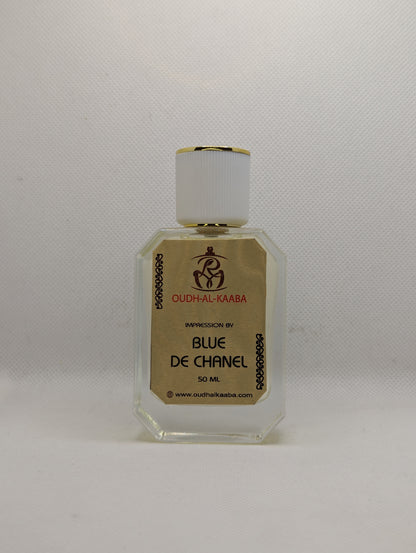 OUDH-AL-KAABA
IMPRESSION BY
BLUE
DE CHANEL
50 ML
www.oudhalkaaba.com